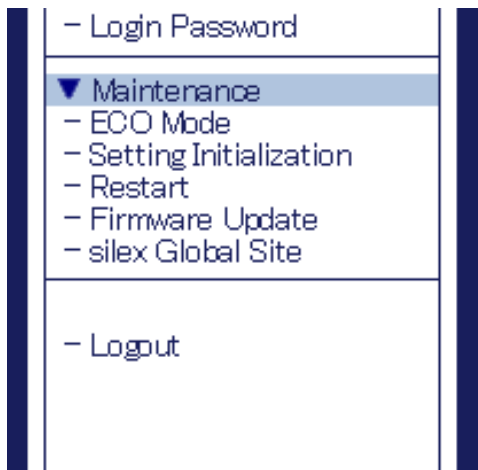 − Login Password
▼ Maintenance
− ECO Mode
− Setting Initialization
− Restart
− Firmware Update
− silex Global Site
− Logout